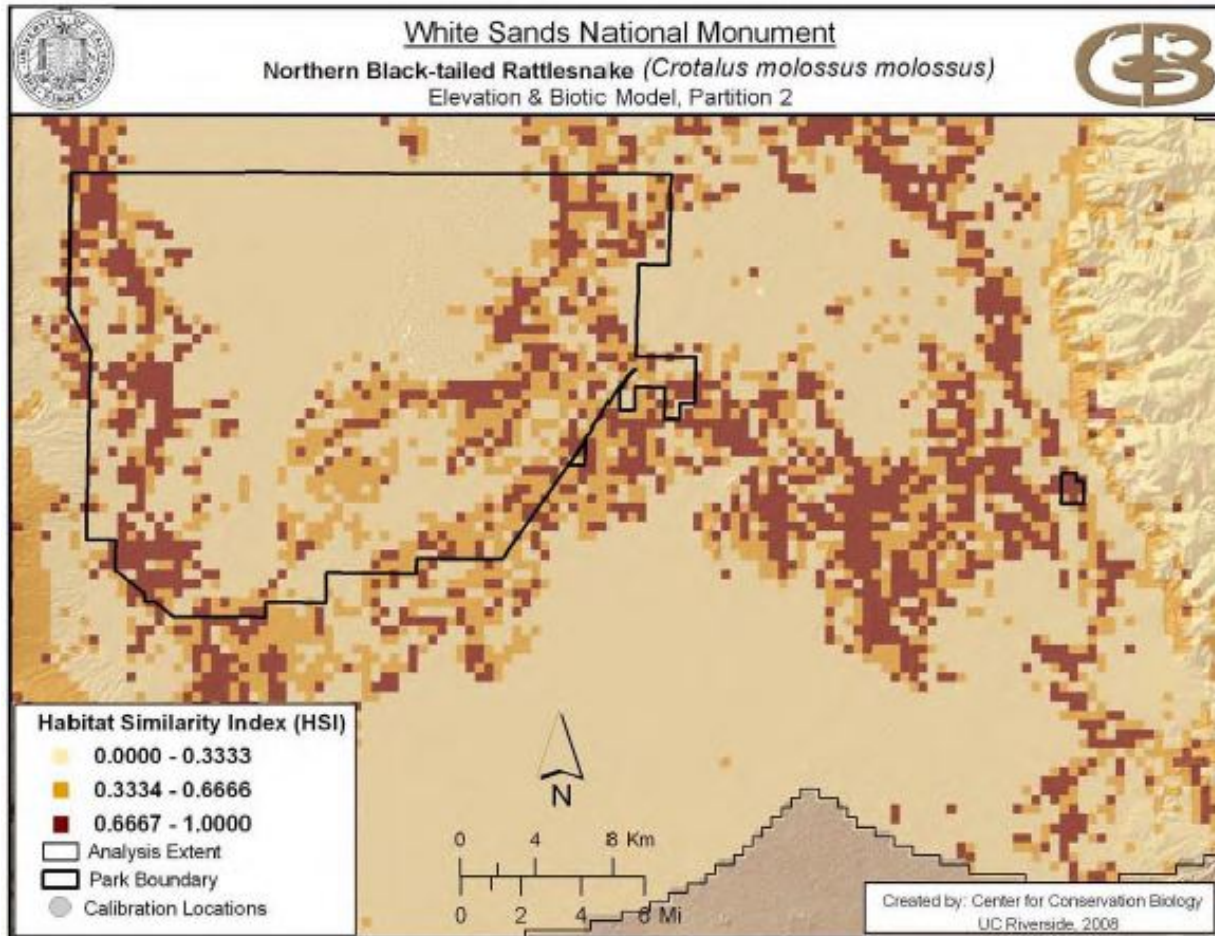 White Sands National Monument
Northern Black-tailed Rattlesnake (Crotalus molossus molossus)
Elevation & Biotic Model, Partition 2
Habitat Similarity Index (HSI)
0.0000 - 0.3333
0.3334 - 0.6666
0.6667 - 1.0000
Analysis Extent
Park Boundary
Calibration Locations
N
0 4 8 Km
0 2 4 6 Mi
Created by: Center for Conservation Biology
UC Riverside, 2008